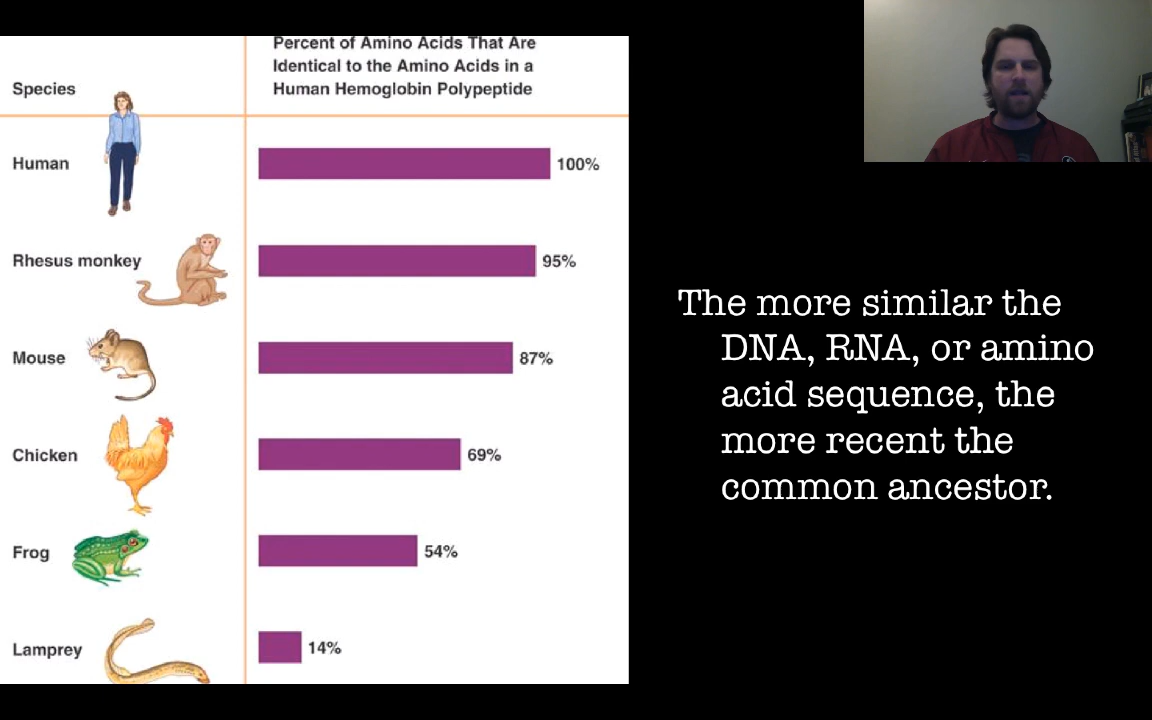 Percent of Amino Acids That Are
Identical to the Amino Acids in a
Human Hemoglobin Polypeptide
Species
Human
100%
Rhesus monkey
95%
Mouse
87%
Chicken
69%
Frog
54%
Lamprey
14%
The more similar the
DNA, RNA, or amino
acid sequence, the
more recent the
common ancestor.